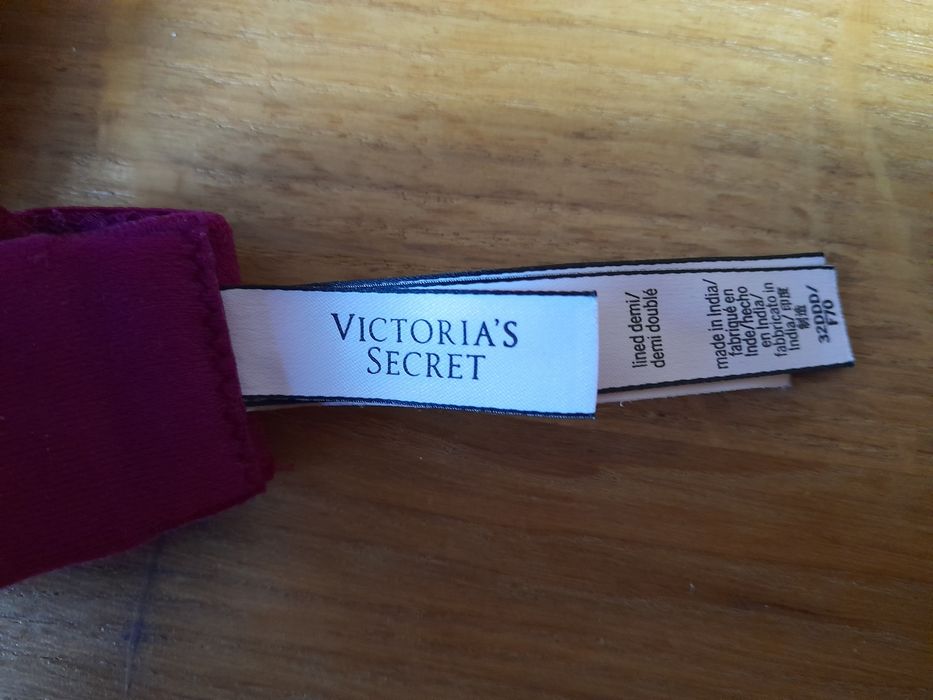 VICTORIA'S
SECRET
lined demi/
demi doublé
made in India/
fabriqué en
Inde/hecho
en India/
fabricato in
India/ 印度
制造
32DDD/
F70